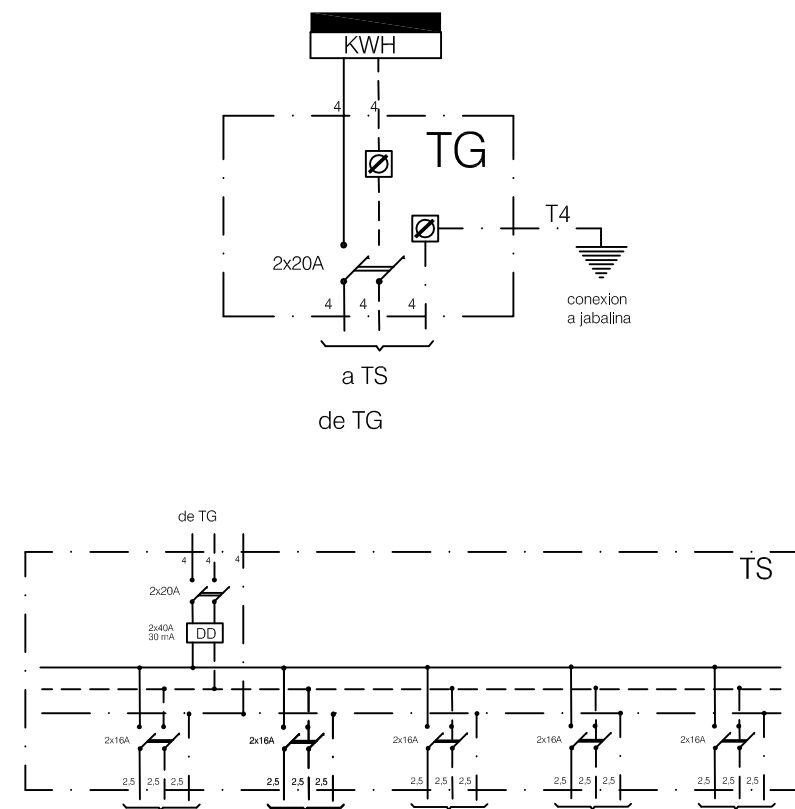 KWH
4 4
TG
T4
2x20A
4 4 4
conexion
a jabalina
a TS
de TG
de TG
4 4 4
TS
2x20A
2x40A
30 mA
DD
2x16A 2x16A 2x16A 2x16A 2x16A
2,5 2,5 2,5 2,5 2,5 2,5 2,5 2,5 2,5 2,5 2,5 2,5 2,5 2,5 2,5